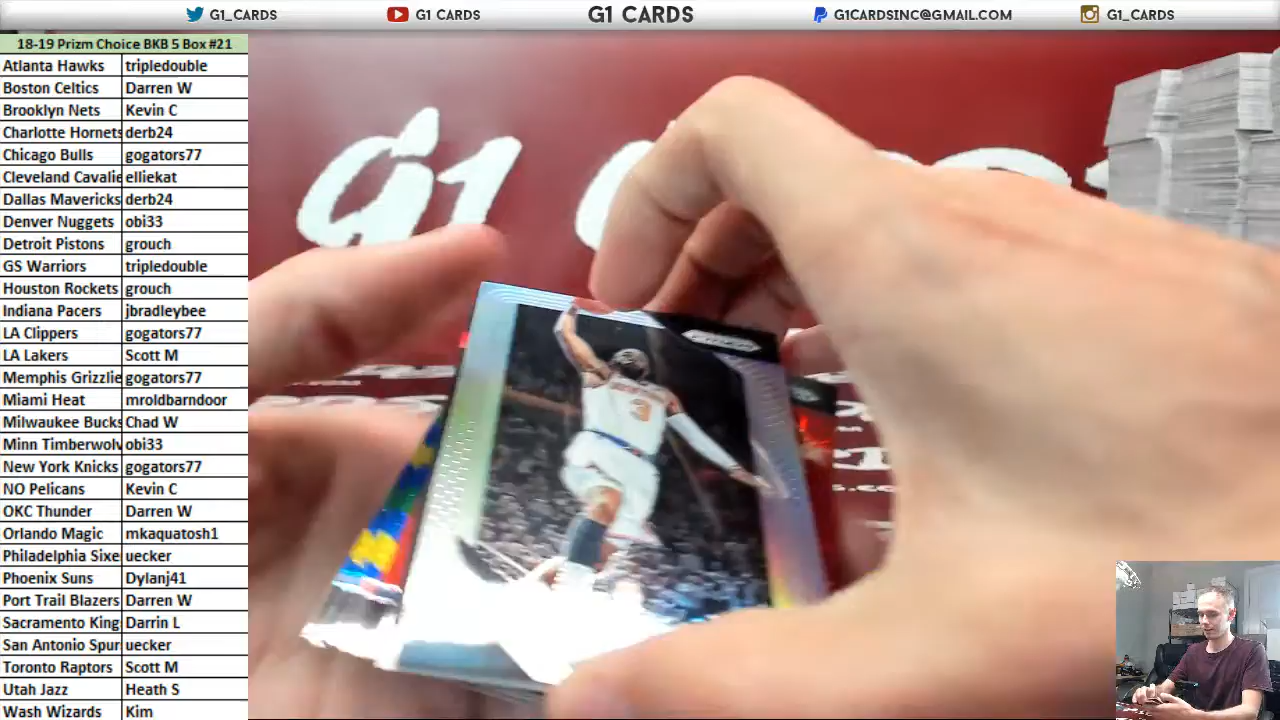 G1_CARDS
G1 CARDS
G1 CARDS
G1CARDSINC@GMAIL.COM
G1_CARDS
18-19 Prizm Choice BKB 5 Box #21
Atlanta Hawks tripledouble
Boston Celtics Darren W
Brooklyn Nets Kevin C
Charlotte Hornets derb24
Chicago Bulls gogators77
Cleveland Cavalie elliekat
Dallas Mavericks derb24
Denver Nuggets obi33
Detroit Pistons grouch
GS Warriors tripledouble
Houston Rockets grouch
Indiana Pacers jbradleybee
LA Clippers gogators77
LA Lakers Scott M
Memphis Grizzlie gogators77
Miami Heat mroldbarndoor
Milwaukee Bucks Chad W
Minn Timberwolv obi33
New York Knicks gogators77
NO Pelicans Kevin C
OKC Thunder Darren W
Orlando Magic mkaquatosh1
Philadelphia Sixe uecker
Phoenix Suns Dylanj41
Port Trail Blazers Darren W
Sacramento King Darrin L
San Antonio Spur uecker
Toronto Raptors Scott M
Utah Jazz Heath S
Wash Wizards Kim
G1
PRIZM
3